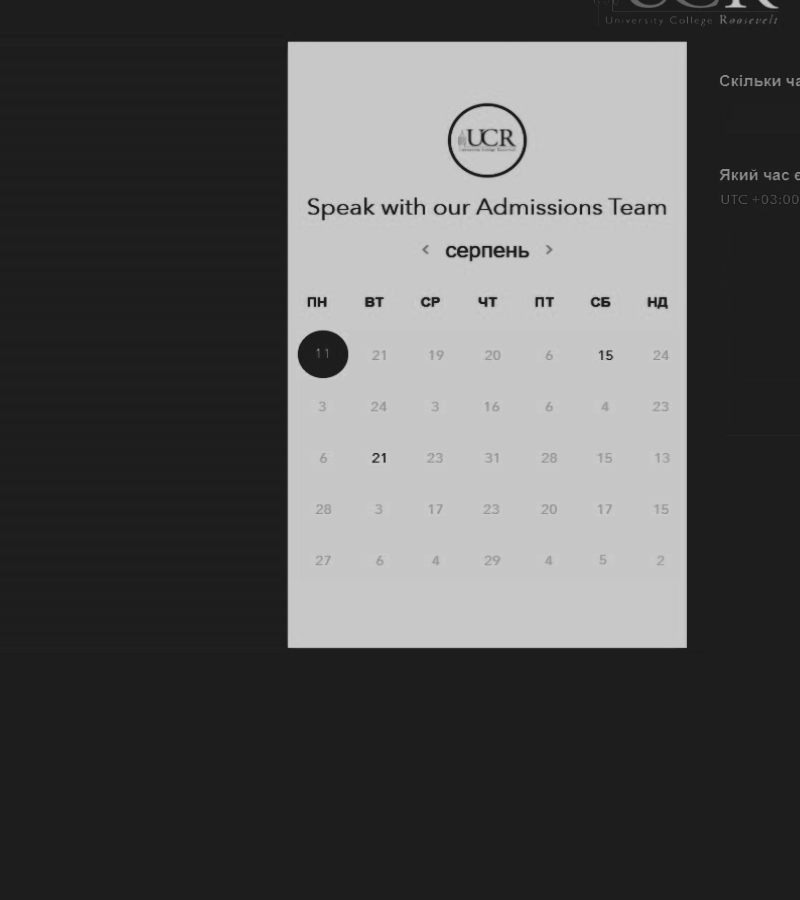 UCR
University College Roosevelt
Скільки ча
UCR
Який час є
UTC +03:00
Speak with our Admissions Team
‹ серпень ›
ПН ВТ СР ЧТ ПТ СБ НД
11 21 19 20 6 15 24
3 24 3 16 6 4 23
6 21 23 31 28 15 13
28 3 17 23 20 17 15
27 6 4 29 4 5 2